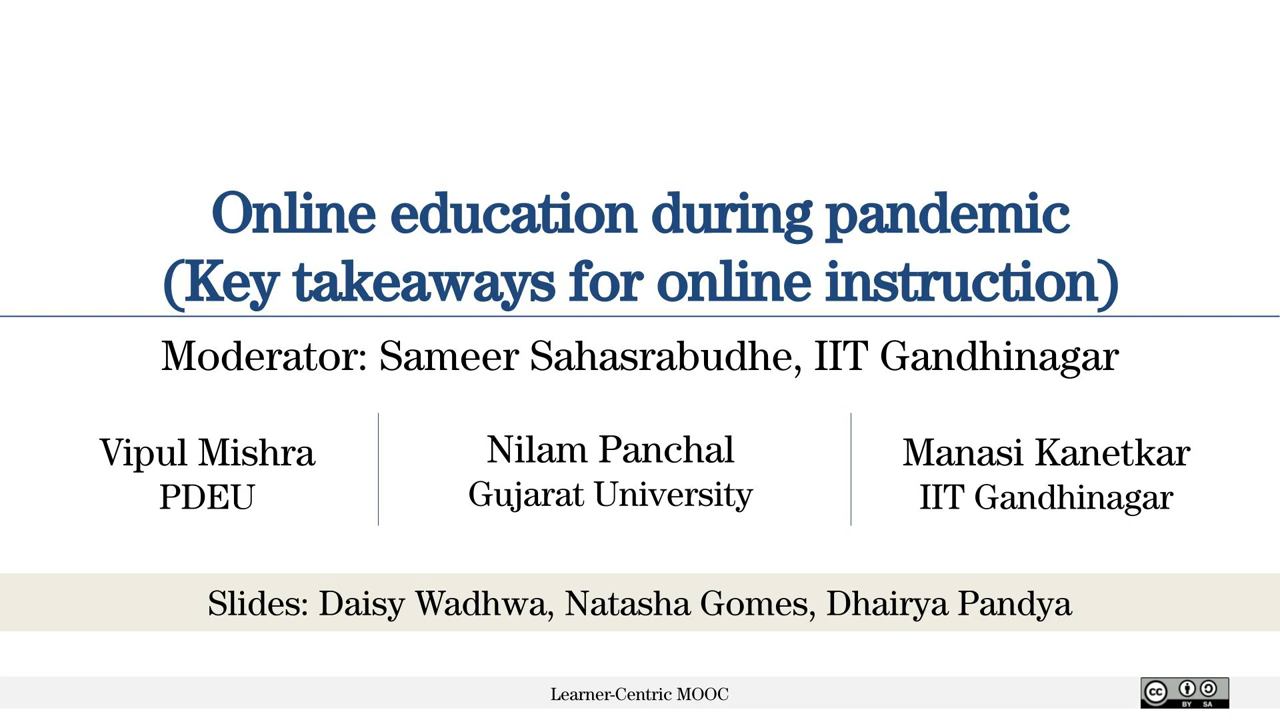 Online education during pandemic
(Key takeaways for online instruction)
Moderator: Sameer Sahasrabudhe, IIT Gandhinagar
Vipul Mishra
PDEU
Nilam Panchal
Gujarat University
Manasi Kanetkar
IIT Gandhinagar
Slides: Daisy Wadhwa, Natasha Gomes, Dhairya Pandya
Learner-Centric MOOC
cc
BY SA